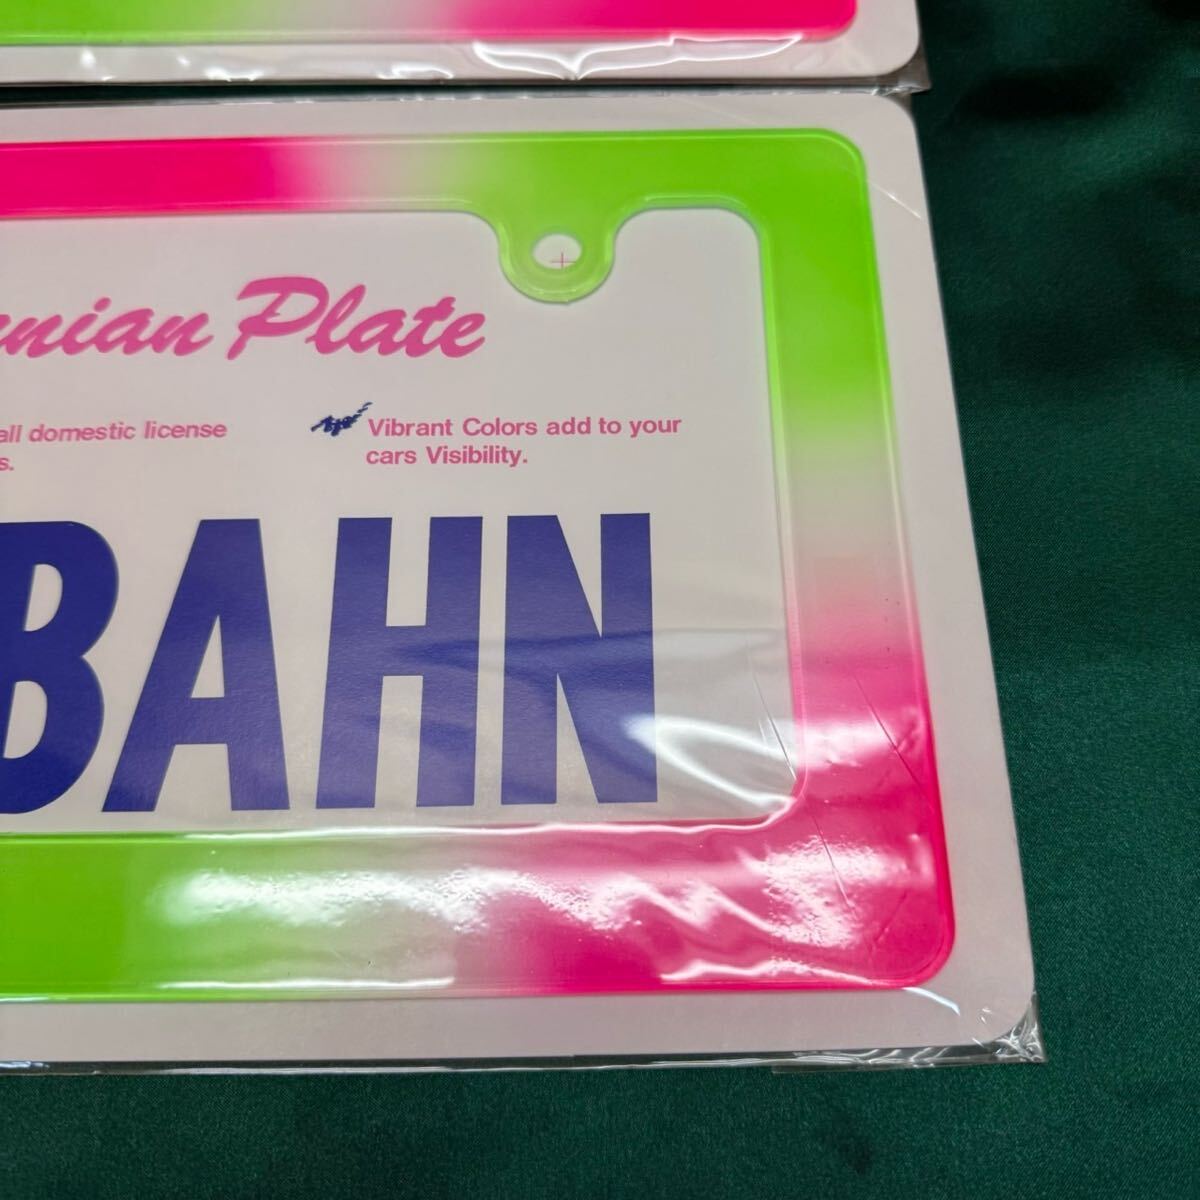 nian Plate
all domestic license
s.
Vibrant Colors add to your
cars Visibility.
BAHN